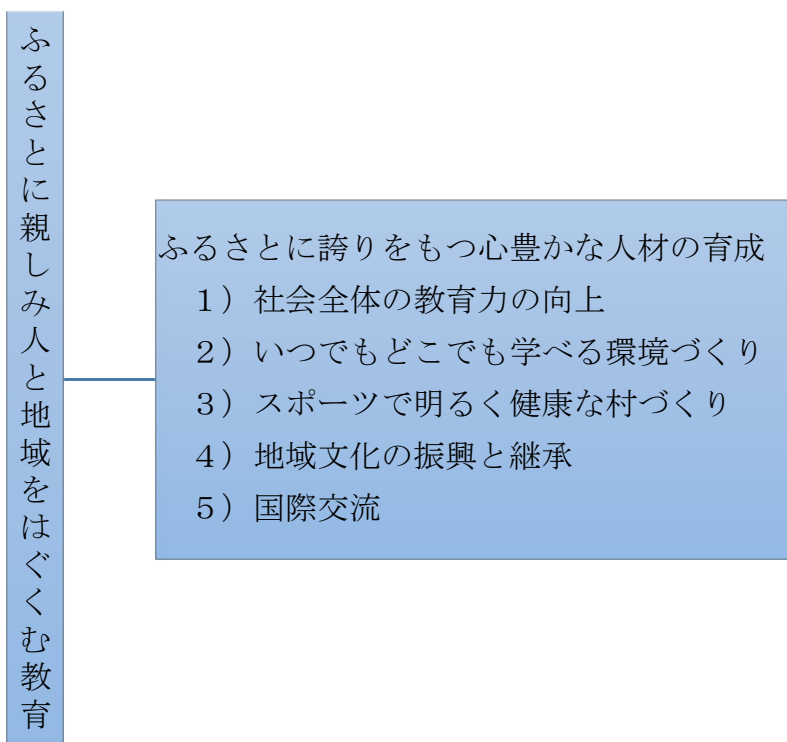 ふるさとに親しみ人と地域をはぐくむ教育
ふるさとに誇りをもつ心豊かな人材の育成
１）社会全体の教育力の向上
２）いつでもどこでも学べる環境づくり
３）スポーツで明るく健康な村づくり
４）地域文化の振興と継承
５）国際交流